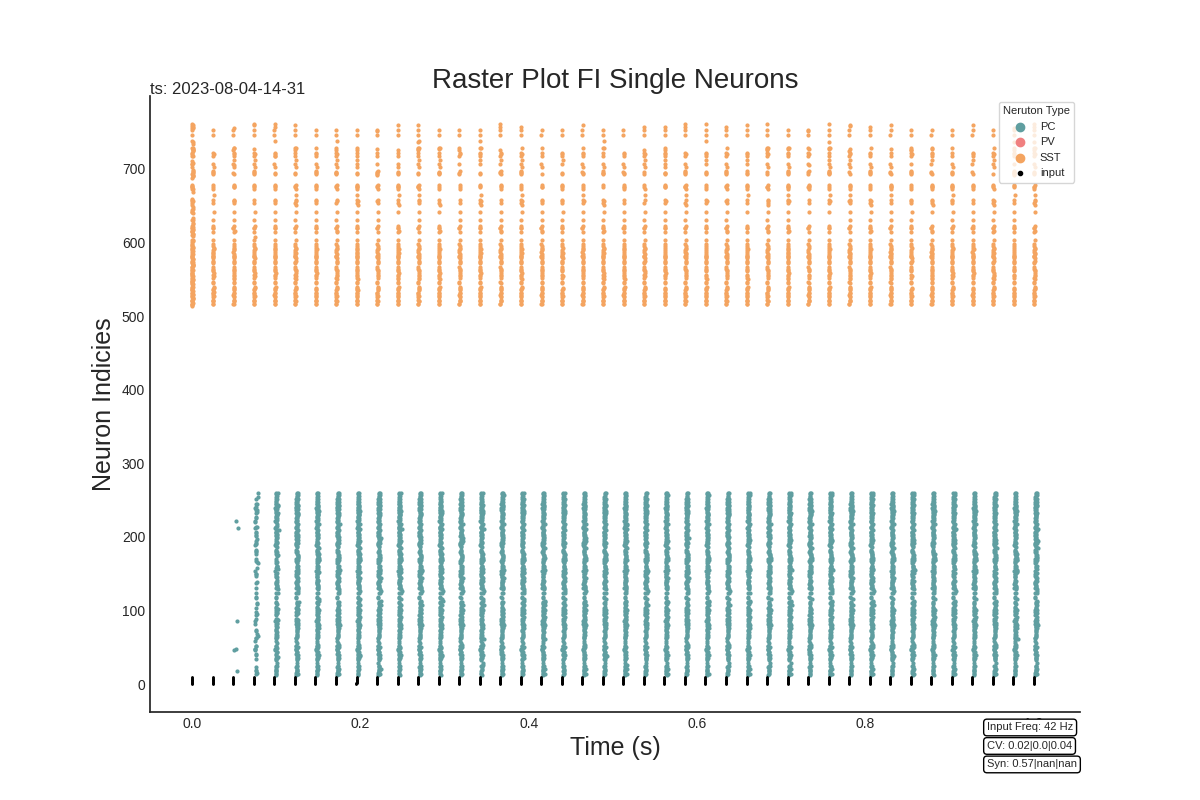 Raster Plot FI Single Neurons
ts: 2023-08-04-14-31
Neruton Type
PC
PV
SST
input
Neuron Indicies
700
600
500
400
300
200
100
0
0.0 0.2 0.4 0.6 0.8
Time (s)
Input Freq: 42 Hz
CV: 0.02|0.0|0.04
Syn: 0.57|nan|nan